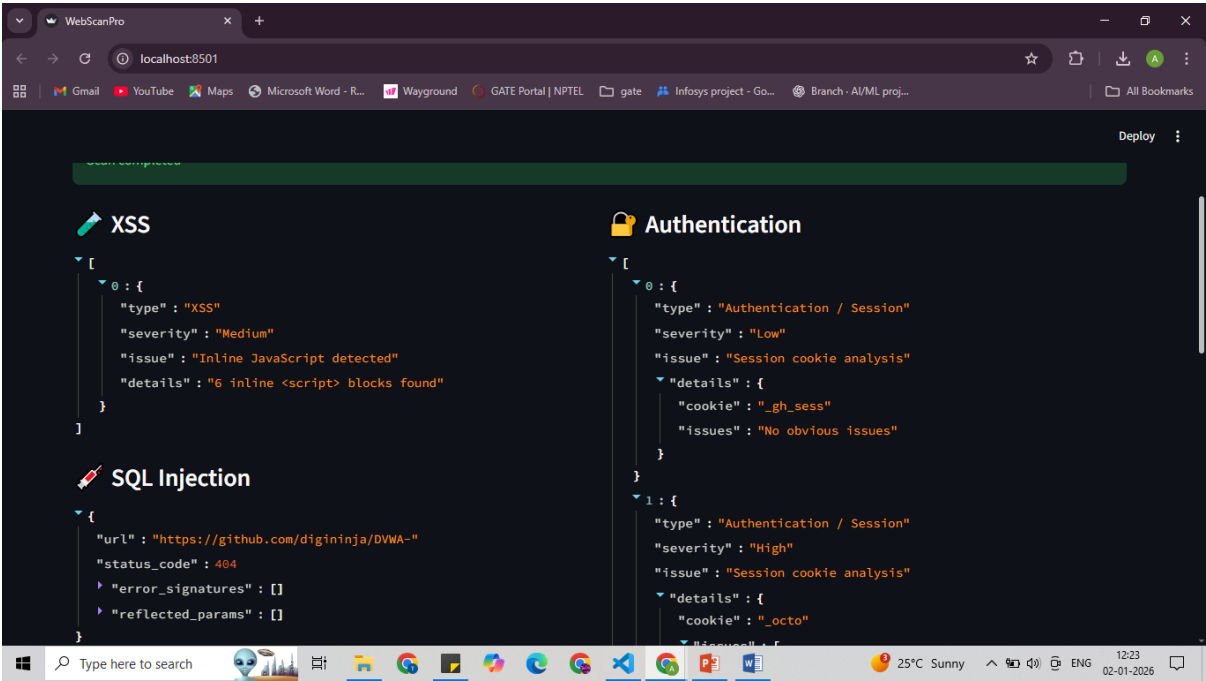 WebScanPro
localhost:8501
A
Gmail
YouTube
Maps
Microsoft Word - R...
Wayground
GATE Portal | NPTEL
gate
Infosys project - Go...
Branch · AI/ML proj...
All Bookmarks
Deploy
Scan completed
XSS
[
0 : {
"type" : "XSS"
"severity" : "Medium"
"issue" : "Inline JavaScript detected"
"details" : "6 inline <script> blocks found"
}
]
SQL Injection
{
"url" : "https://github.com/digininja/DVWA-"
"status_code" : 404
"error_signatures" : []
"reflected_params" : []
}
Authentication
[
0 : {
"type" : "Authentication / Session"
"severity" : "Low"
"issue" : "Session cookie analysis"
"details" : {
"cookie" : "_gh_sess"
"issues" : "No obvious issues"
}
}
1 : {
"type" : "Authentication / Session"
"severity" : "High"
"issue" : "Session cookie analysis"
"details" : {
"cookie" : "_octo"
"issues" : [
Type here to search
3
25°C Sunny
ENG
12:23
02-01-2026